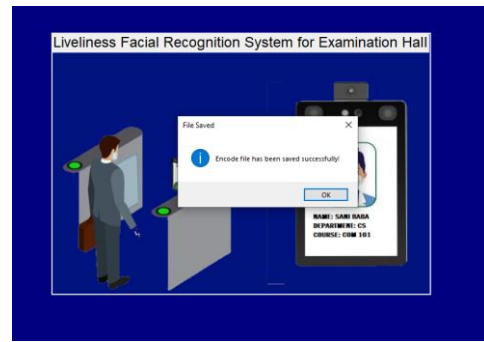 Liveliness Facial Recognition System for Examination Hall
File Saved
Encode file has been saved successfully!
OK
NAME: SANI BABA
DEPARTMENT: CS
COURSE: COM 101